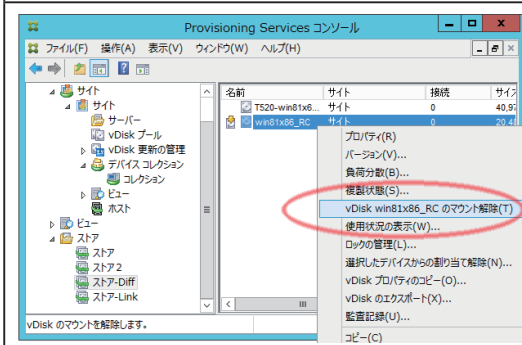 Provisioning Services コンソール
ファイル(F) 操作(A) 表示(V) ウィンドウ(W) ヘルプ(H)
サイト
サイト
サーバー
vDisk プール
vDisk 更新の管理
デバイス コレクション
コレクション
ビュー
ホスト
ビュー
ストア
ストア
ストア2
ストア-Diff
ストア-Link
名前 サイト 接続 サイズ
T520-win81x6... サイト 0 40,97
win81x86_RC サイト 0 20,48
プロパティ(R)
バージョン(V)...
負荷分散(B)...
複製状態(S)...
vDisk win81x86_RC のマウント解除(T)
使用状況の表示(W)...
ロックの管理(L)...
選択したデバイスからの割り当て解除(N)...
vDisk プロパティのコピー(O)...
vDisk のエクスポート(X)...
監査記録(U)...
コピー(C)
vDisk のマウントを解除します。